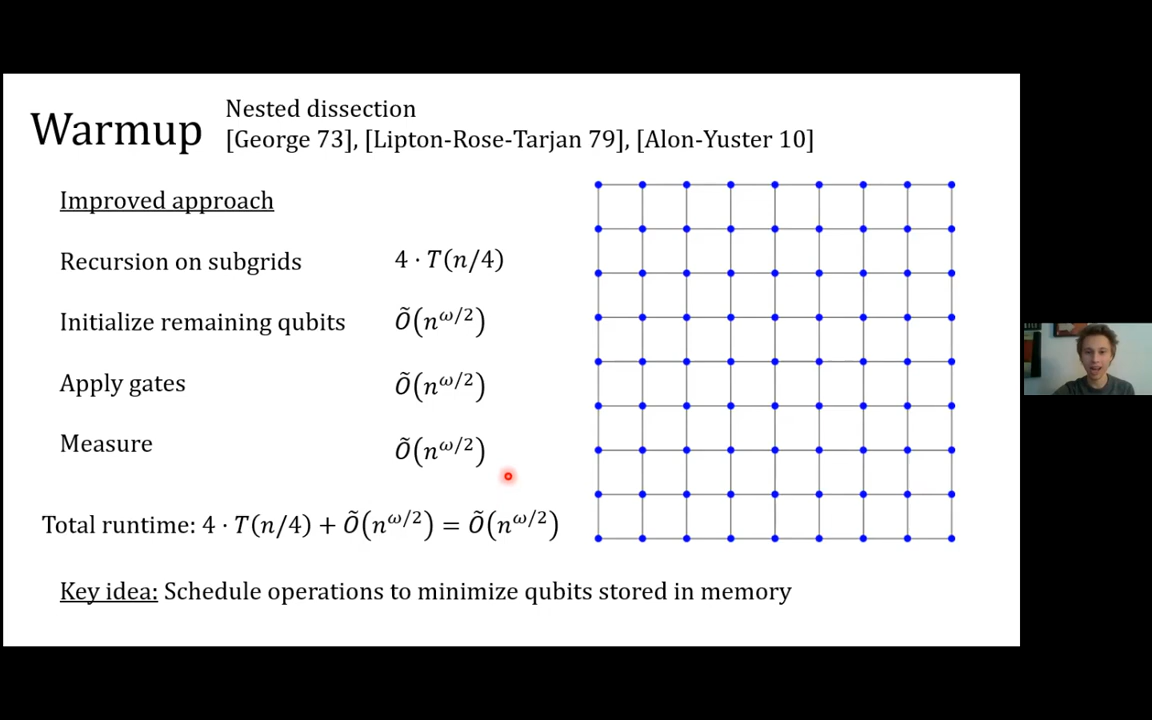 Warmup
Nested dissection
[George 73], [Lipton-Rose-Tarjan 79], [Alon-Yuster 10]
Improved approach
Recursion on subgrids 4 · T(n/4)
Initialize remaining qubits Õ(n^{ω/2})
Apply gates Õ(n^{ω/2})
Measure Õ(n^{ω/2})
Total runtime: 4 · T(n/4) + Õ(n^{ω/2}) = Õ(n^{ω/2})
Key idea: Schedule operations to minimize qubits stored in memory